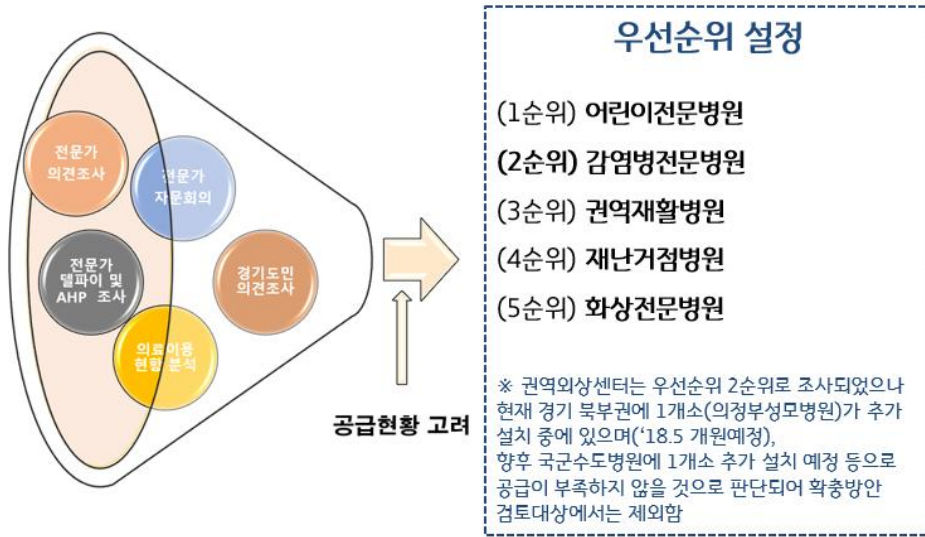 전문가
의견조사
전문가
자문회의
전문가
델파이 및
AHP 조사
경기도민
의견조사
의료이용
현황 분석
공급현황 고려
우선순위 설정
(1순위) 어린이전문병원
(2순위) 감염병전문병원
(3순위) 권역재활병원
(4순위) 재난거점병원
(5순위) 화상전문병원
※ 권역외상센터는 우선순위 2순위로 조사되었으나
현재 경기 북부권에 1개소(의정부성모병원)가 추가
설치 중에 있으며(‘18.5 개원예정),
향후 국군수도병원에 1개소 추가 설치 예정 등으로
공급이 부족하지 않을 것으로 판단되어 확충방안
검토대상에서는 제외함